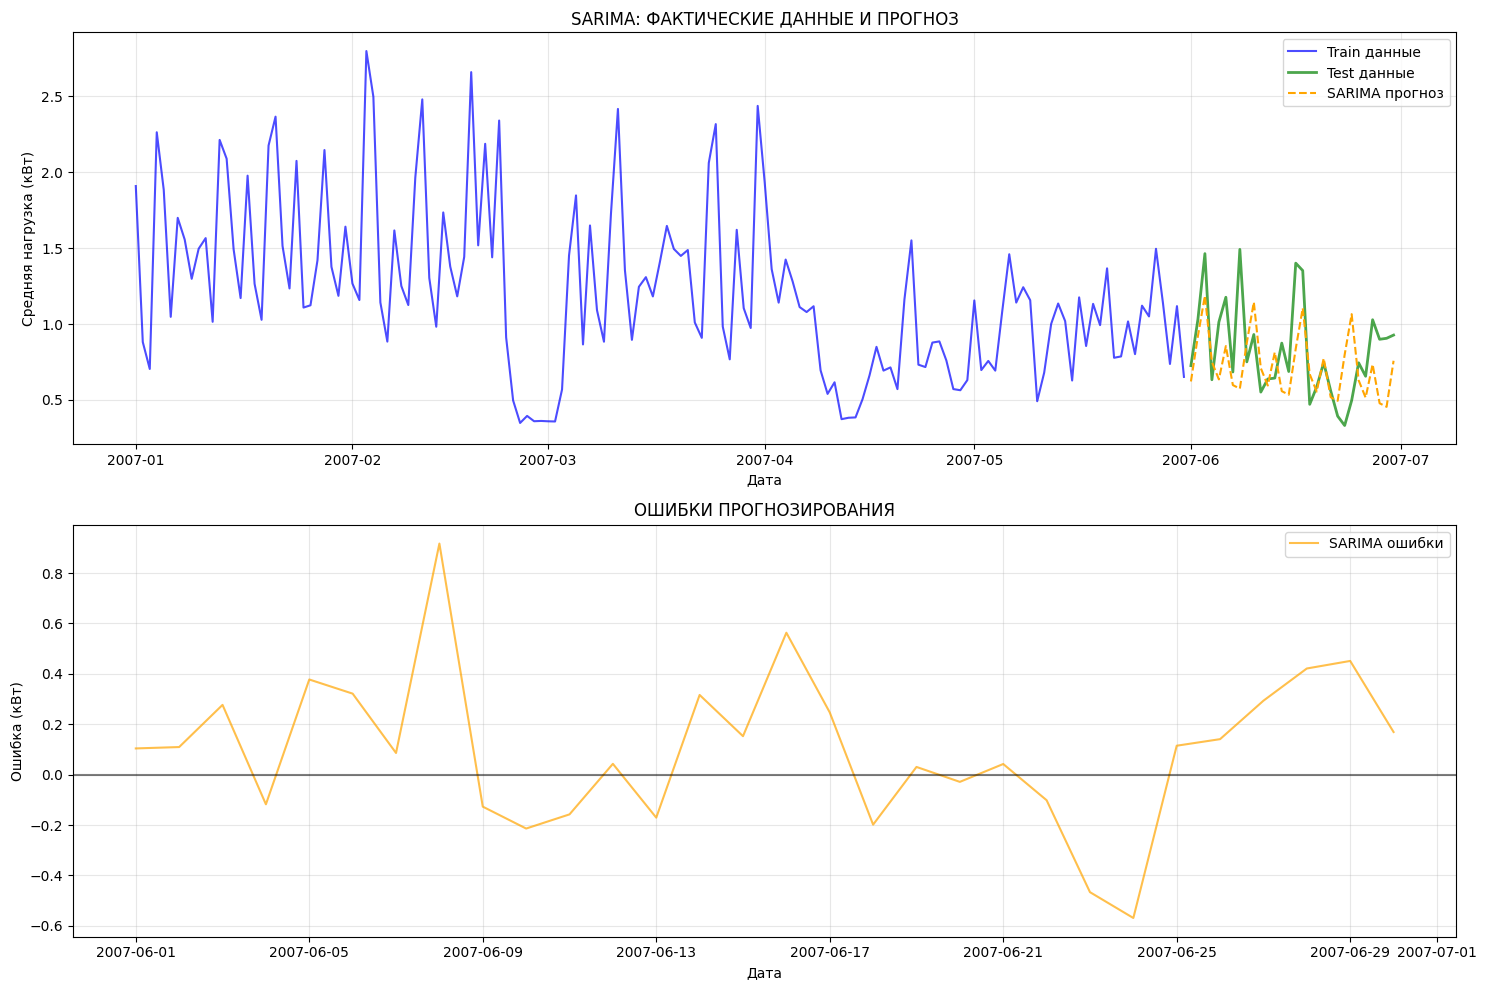 SARIMA: ФАКТИЧЕСКИЕ ДАННЫЕ И ПРОГНОЗ
Train данные
Test данные
SARIMA прогноз
Средняя нагрузка (кВт)
2.5
2.0
1.5
1.0
0.5
2007-01 2007-02 2007-03 2007-04 2007-05 2007-06 2007-07
Дата
ОШИБКИ ПРОГНОЗИРОВАНИЯ
SARIMA ошибки
Ошибка (кВт)
0.8
0.6
0.4
0.2
0.0
−0.2
−0.4
−0.6
2007-06-01 2007-06-05 2007-06-09 2007-06-13 2007-06-17 2007-06-21 2007-06-25 2007-06-29 2007-07-01
Дата